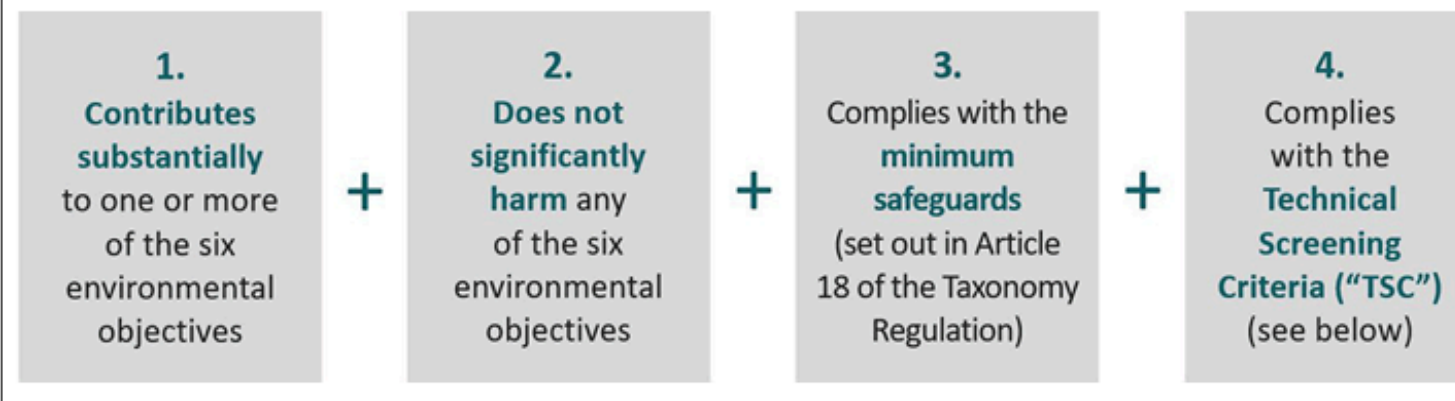 1.
Contributes
substantially
to one or more
of the six
environmental
objectives
+
2.
Does not
significantly
harm any
of the six
environmental
objectives
+
3.
Complies with the
minimum
safeguards
(set out in Article
18 of the Taxonomy
Regulation)
+
4.
Complies
with the
Technical
Screening
Criteria (“TSC”)
(see below)